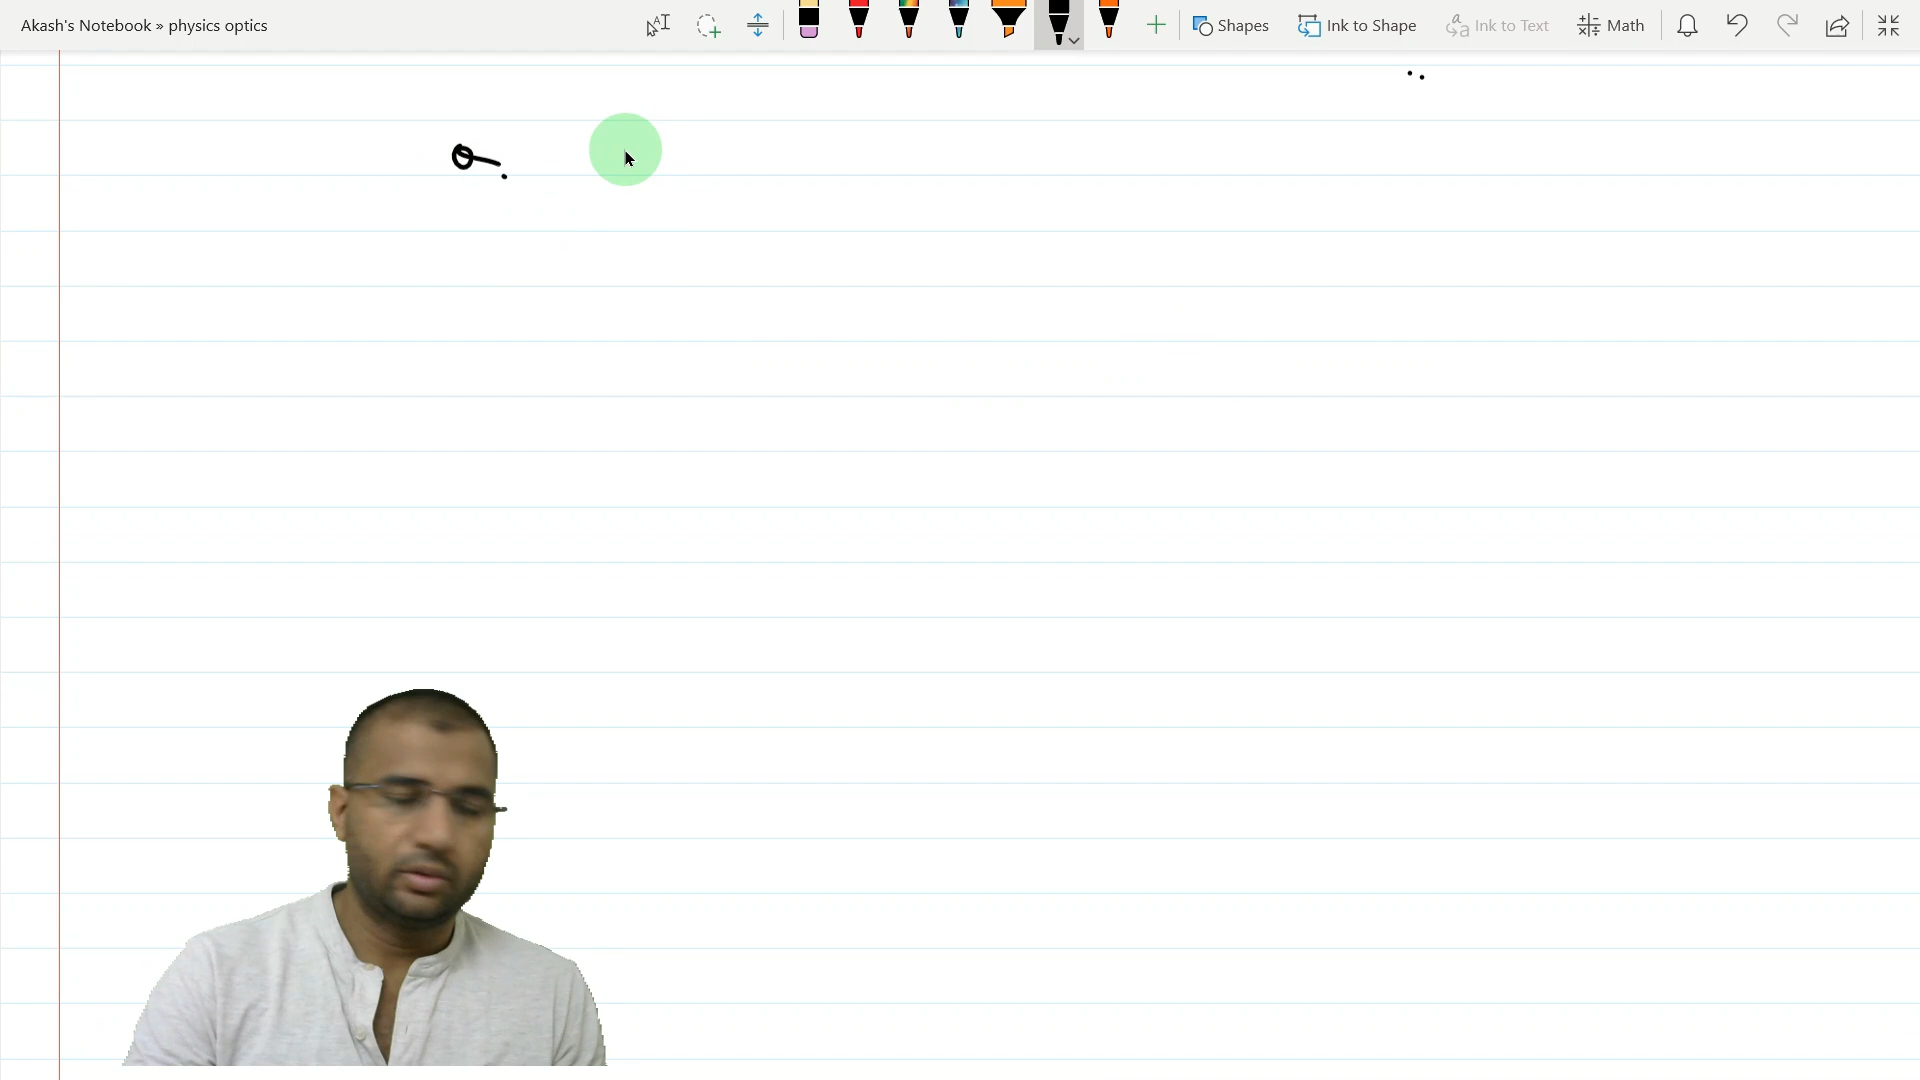 Akash's Notebook » physics optics
Shapes
Ink to Shape
Ink to Text
Math